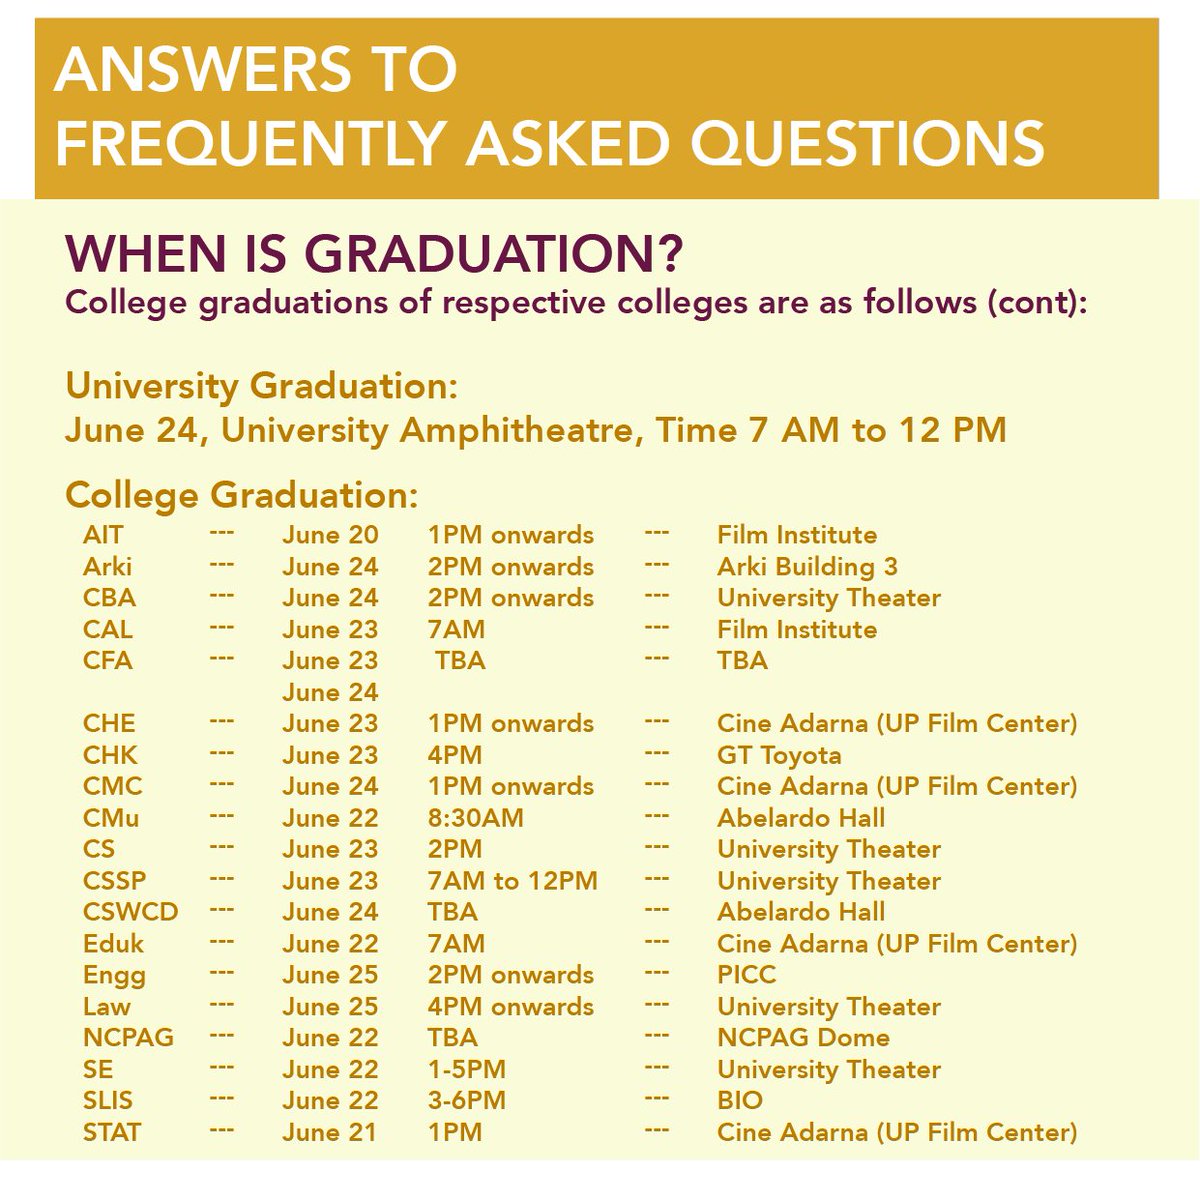 ANSWERS TO
FREQUENTLY ASKED QUESTIONS
WHEN IS GRADUATION?
College graduations of respective colleges are as follows (cont):
University Graduation:
June 24, University Amphitheatre, Time 7 AM to 12 PM
College Graduation:
AIT --- June 20 1PM onwards --- Film Institute
Arki --- June 24 2PM onwards --- Arki Building 3
CBA --- June 24 2PM onwards --- University Theater
CAL --- June 23 7AM --- Film Institute
CFA --- June 23 TBA --- TBA
June 24
CHE --- June 23 1PM onwards --- Cine Adarna (UP Film Center)
CHK --- June 23 4PM --- GT Toyota
CMC --- June 24 1PM onwards --- Cine Adarna (UP Film Center)
CMu --- June 22 8:30AM --- Abelardo Hall
CS --- June 23 2PM --- University Theater
CSSP --- June 23 7AM to 12PM --- University Theater
CSWCD --- June 24 TBA --- Abelardo Hall
Eduk --- June 22 7AM --- Cine Adarna (UP Film Center)
Engg --- June 25 2PM onwards --- PICC
Law --- June 25 4PM onwards --- University Theater
NCPAG --- June 22 TBA --- NCPAG Dome
SE --- June 22 1-5PM --- University Theater
SLIS --- June 22 3-6PM --- BIO
STAT --- June 21 1PM --- Cine Adarna (UP Film Center)